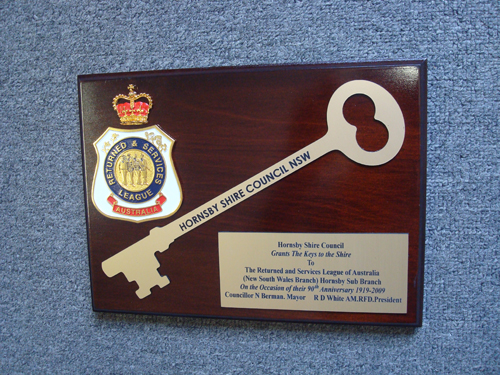 RETURNED & SERVICES
LEAGUE
AUSTRALIA
HORNSBY SHIRE COUNCIL NSW
Hornsby Shire Council
Grants The Keys to the Shire
To
The Returned and Services League of Australia
(New South Wales Branch) Hornsby Sub Branch
On the Occasion of their 90th Anniversary 1919-2009
Councillor N Berman. Mayor R D White AM.RFD.President